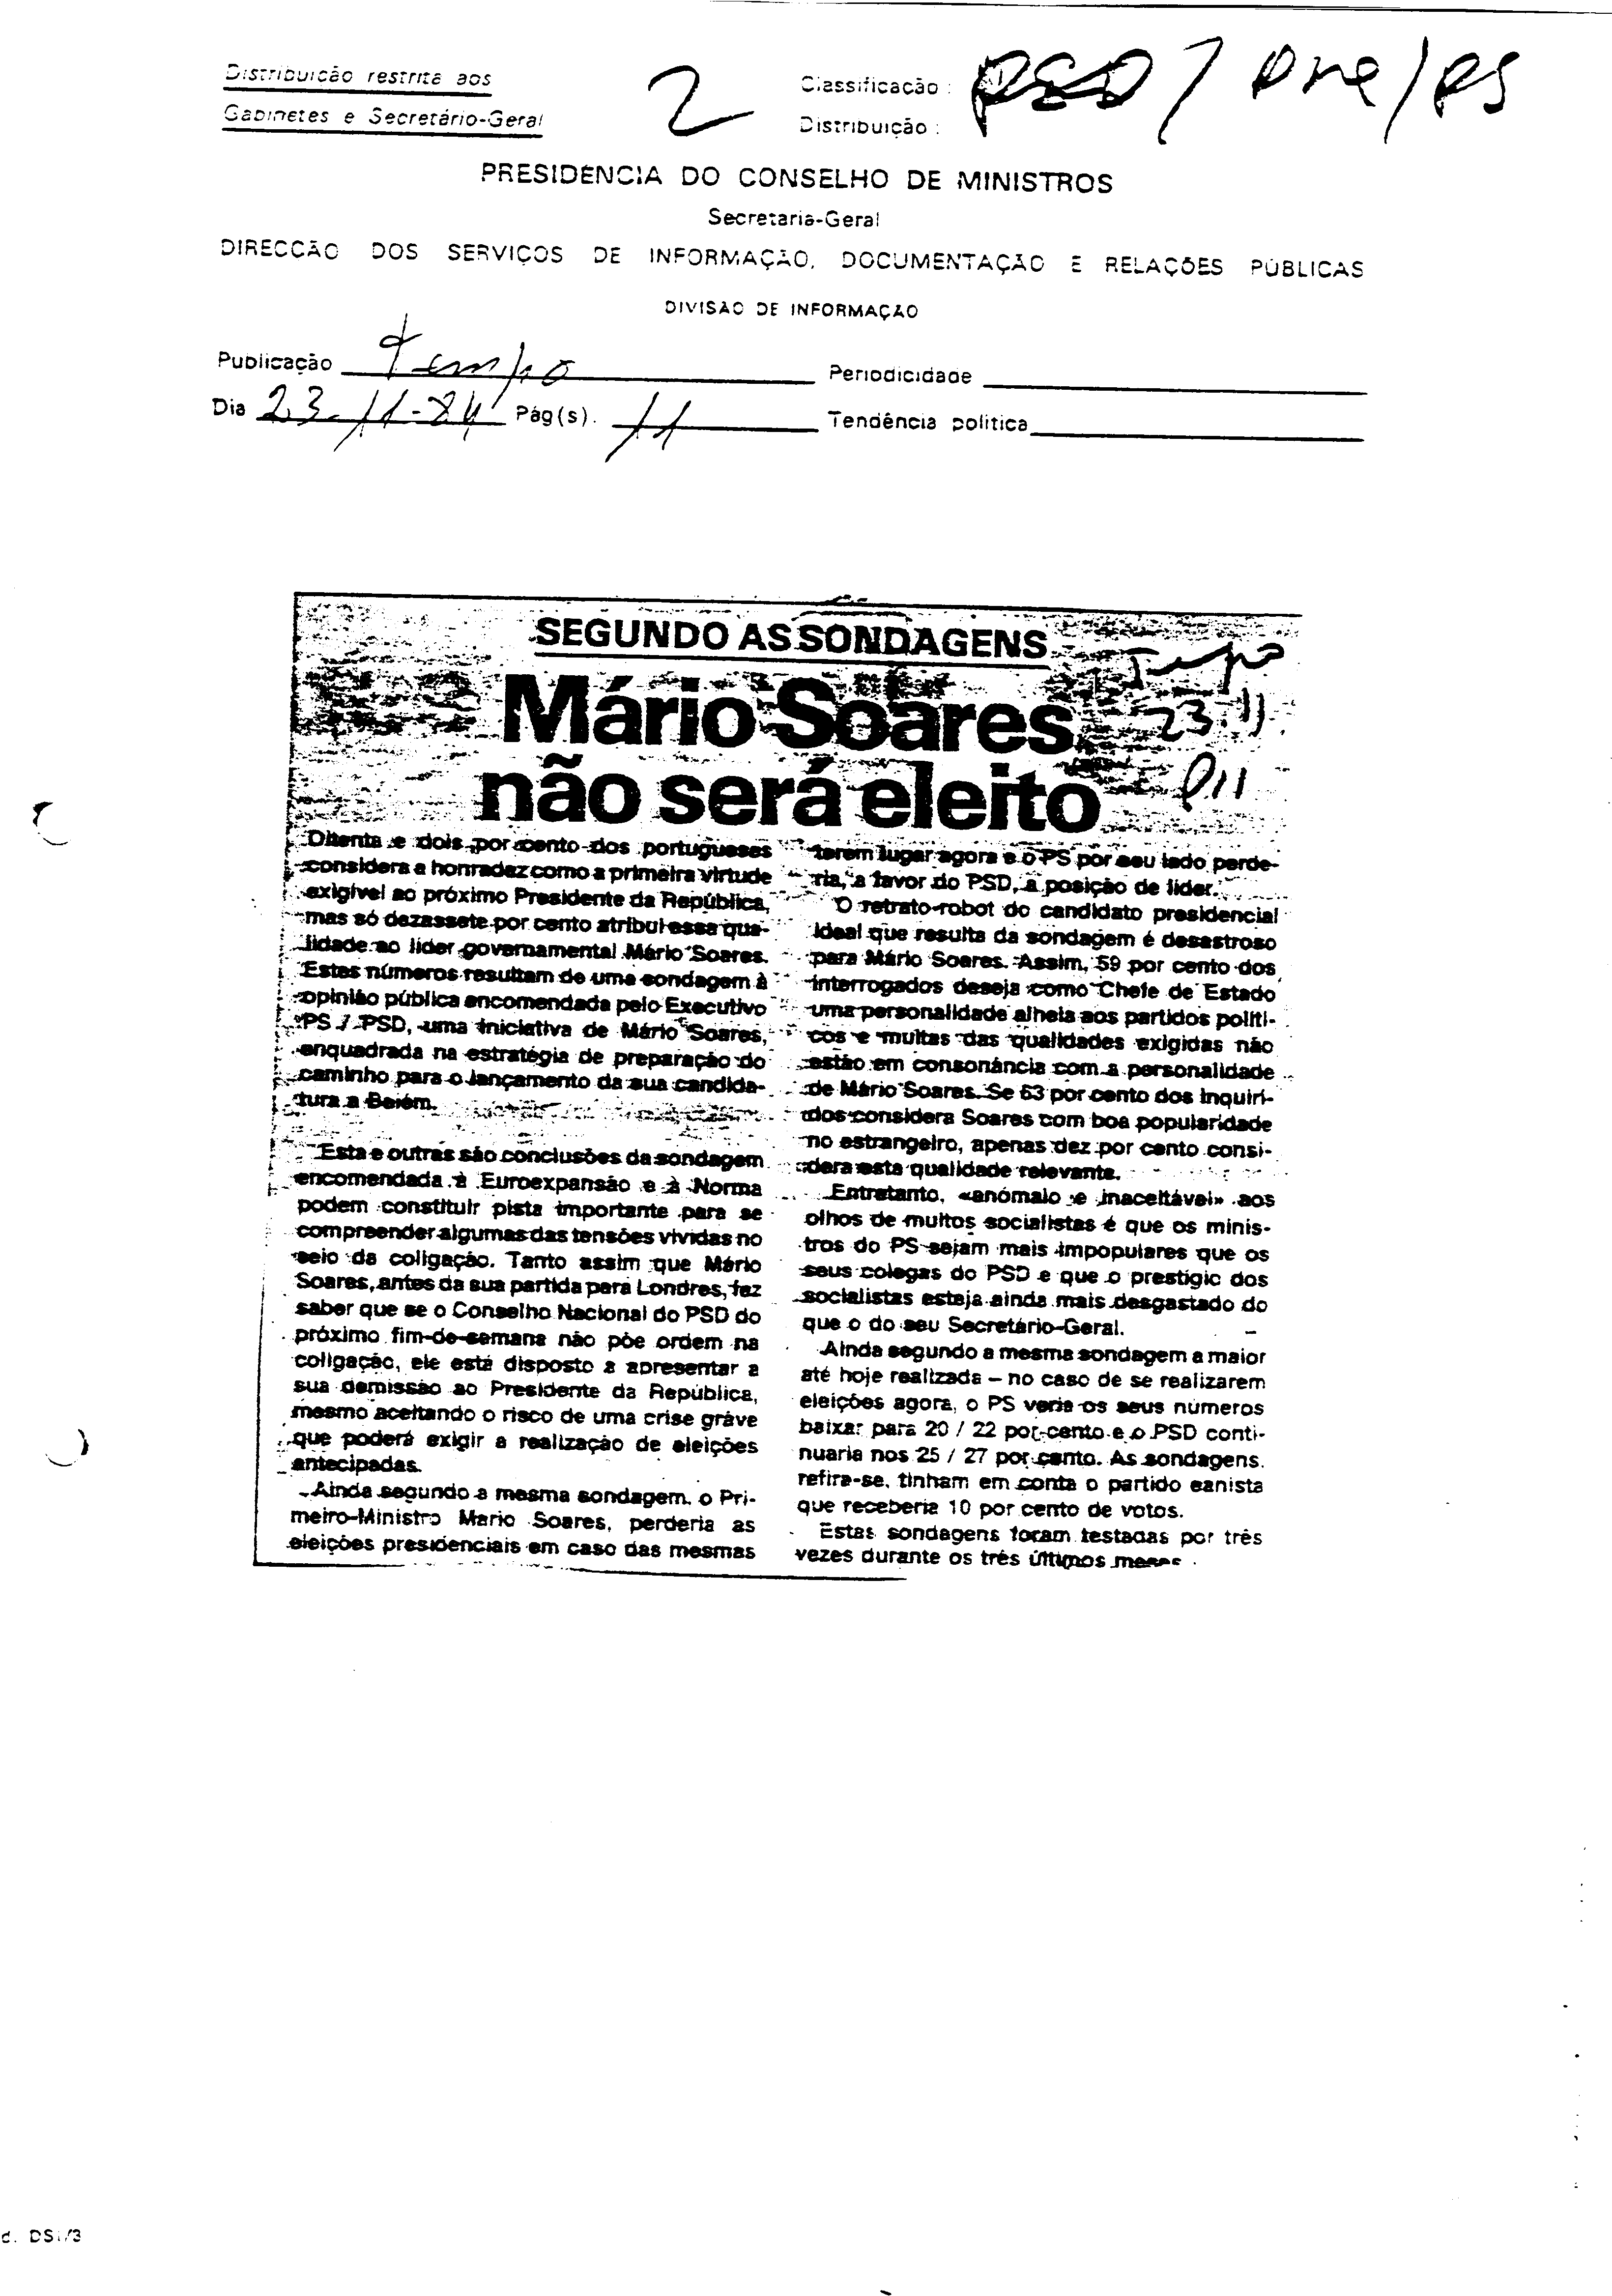 Distribuição restrita aos
Gabinetes e Secretário-Geral
2
Classificação : PSD / PRE / PS
Distribuição :
PRESIDÊNCIA DO CONSELHO DE MINISTROS
Secretaria-Geral
DIRECÇÃO DOS SERVIÇOS DE INFORMAÇÃO, DOCUMENTAÇÃO E RELAÇÕES PÚBLICAS
DIVISÃO DE INFORMAÇÃO
Publicação Tempo Periodicidade
Dia 23-11-84 Pág(s). 11 Tendência política
SEGUNDO AS SONDAGENS
Tempo
Mário Soares
23.11.
não será eleito
P11
Oitenta e dois por cento dos portugueses
considera a honradez como a primeira virtude
exigível ao próximo Presidente da República,
mas só dezassete por cento atribui essa qua-
lidade ao líder governamental Mário Soares.
Estes números resultam de uma sondagem à
opinião pública encomendada pelo Executivo
PS / PSD, uma iniciativa de Mário Soares,
enquadrada na estratégia de preparação do
caminho para o lançamento da sua candida-
tura a Belém.
Esta e outras são conclusões da sondagem
encomendada à Euroexpansão e à Norma
podem constituir pista importante para se
compreender algumas das tensões vividas no
seio da coligação. Tanto assim que Mário
Soares, antes da sua partida para Londres, fez
saber que se o Conselho Nacional do PSD do
próximo fim-de-semana não põe ordem na
coligação, ele está disposto a apresentar a
sua demissão ao Presidente da República,
mesmo aceitando o risco de uma crise grave
que poderá exigir a realização de eleições
antecipadas.
Ainda segundo a mesma sondagem, o Pri-
meiro-Ministro Mario Soares, perderia as
eleições presidenciais em caso das mesmas
terem lugar agora e o PS por seu lado perde-
ria, a favor do PSD, a posição de líder.
O retrato-robot do candidato presidencial
ideal que resulta da sondagem é desastroso
para Mário Soares. Assim, 59 por cento dos
interrogados deseja como Chefe de Estado
uma personalidade alheia aos partidos políti-
cos e muitas das qualidades exigidas não
estão em consonância com a personalidade
de Mário Soares. Se 63 por cento dos inquiri-
dos considera Soares com boa popularidade
no estrangeiro, apenas dez por cento consi-
dera esta qualidade relevante.
Entretanto, «anómalo e inaceitável» aos
olhos de muitos socialistas é que os minis-
tros do PS sejam mais impopulares que os
seus colegas do PSD e que o prestígio dos
socialistas esteja ainda mais desgastado do
que o do seu Secretário-Geral.
Ainda segundo a mesma sondagem a maior
até hoje realizada – no caso de se realizarem
eleições agora, o PS veria os seus números
baixar para 20 / 22 por cento e o PSD conti-
nuaria nos 25 / 27 por cento. As sondagens,
refira-se, tinham em conta o partido eanista
que receberia 10 por cento de votos.
Estas sondagens foram testadas por três
vezes durante os três últimos meses.
d. DSI/3